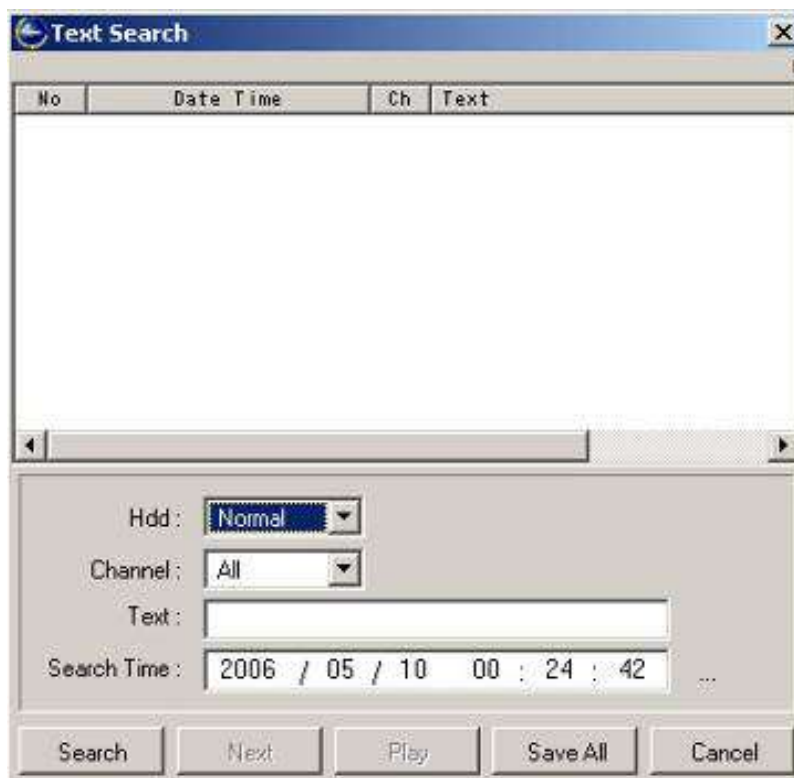 Text Search
No Date Time Ch Text
Hdd : Normal
Channel : All
Text :
Search Time : 2006 / 05 / 10 00 : 24 : 42 ...
Search Next Play Save All Cancel